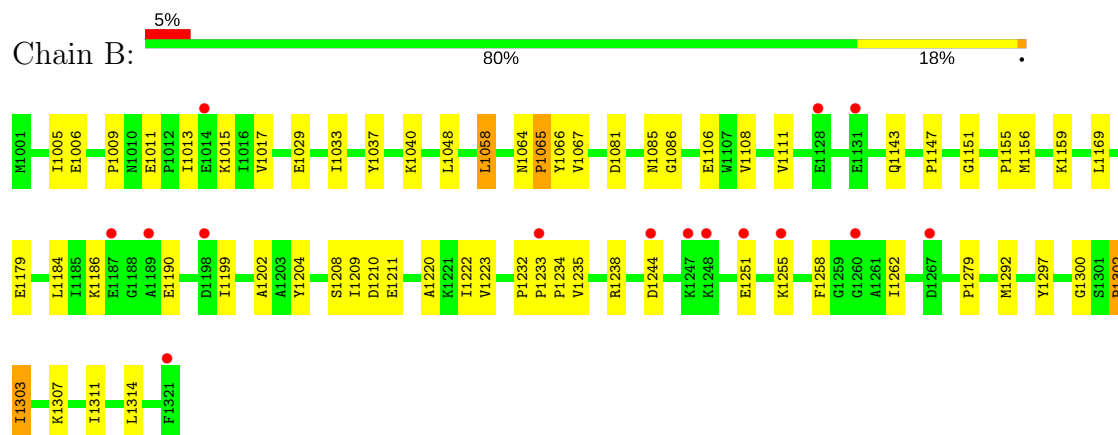 5%
Chain B:
80%
18%
•
M1001 I1005 E1006 P1009 N1010 E1011 P1012 I1013 E1014 K1015 I1016 V1017 E1029 I1033 Y1037 K1040 L1048 L1058 N1064 P1065 Y1066 V1067 D1081 N1085 G1086 E1106 W1107 V1108 V1111 E1128 E1131 Q1143 P1147 G1151 P1155 M1156 K1159 L1169
E1179 L1184 I1185 K1186 E1187 G1188 A1189 E1190 D1198 I1199 A1202 A1203 Y1204 S1208 I1209 D1210 E1211 A1220 K1221 I1222 V1223 P1232 P1233 P1234 V1235 R1238 D1244 K1247 K1248 E1251 K1255 F1258 G1259 G1260 A1261 I1262 D1267 P1279 M1292 Y1297 G1300 S1301
I1303 K1307 I1311 L1314 F1321